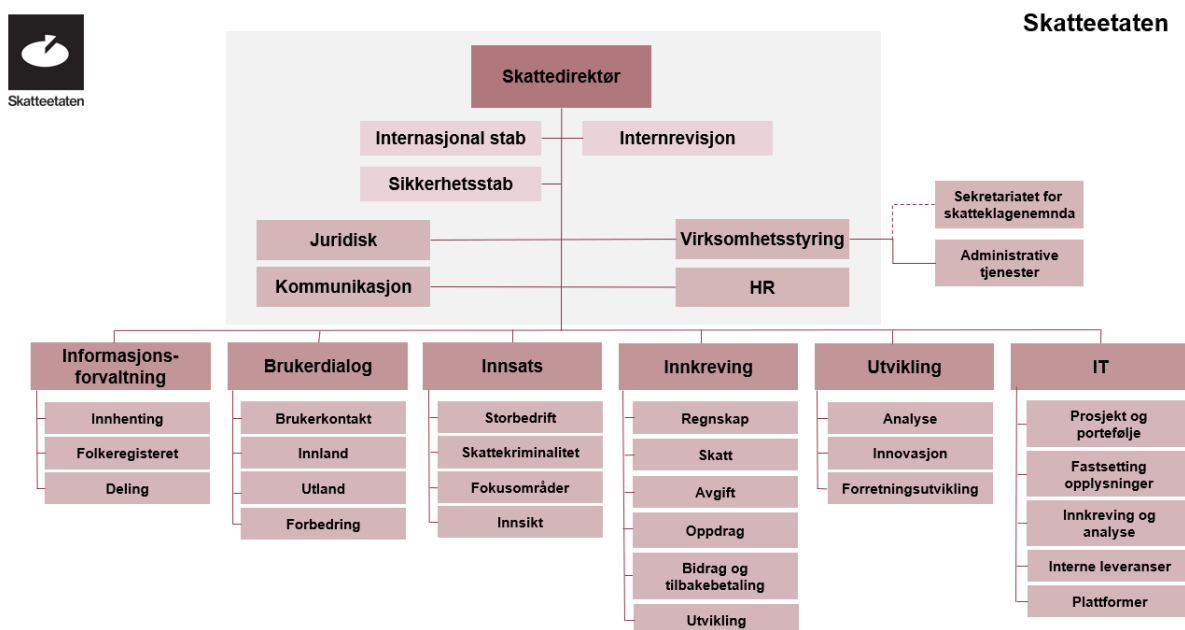 Skatteetaten
Skatteetaten
Skattedirektør
Internasjonal stab
Internrevisjon
Sikkerhetsstab
Juridisk
Virksomhetsstyring
Sekretariatet for
skatteklagenemnda
Administrative
tjenester
Kommunikasjon
HR
Informasjons-
forvaltning
Innhenting
Folkeregisteret
Deling
Brukerdialog
Brukerkontakt
Innland
Utland
Forbedring
Innsats
Storbedrift
Skattekriminalitet
Fokusområder
Innsikt
Innkreving
Regnskap
Skatt
Avgift
Oppdrag
Bidrag og
tilbakebetaling
Utvikling
Utvikling
Analyse
Innovasjon
Forretningsutvikling
IT
Prosjekt og
portefølje
Fastsetting
opplysninger
Innkreving og
analyse
Interne leveranser
Plattformer